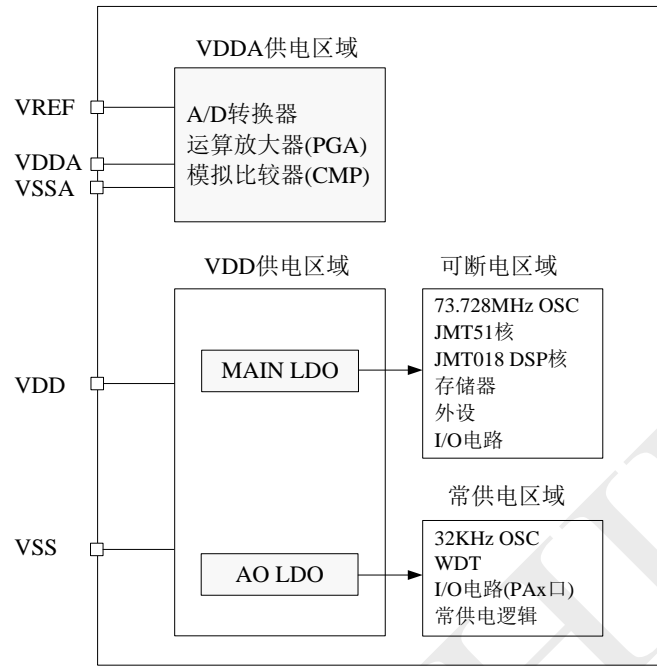 VDDA供电区域
VREF
A/D转换器
运算放大器(PGA)
VDDA
模拟比较器(CMP)
VSSA
VDD供电区域
可断电区域
73.728MHz OSC
JMT51核
JMT018 DSP核
存储器
外设
I/O电路
VDD
MAIN LDO
常供电区域
VSS
AO LDO
32KHz OSC
WDT
I/O电路(PAx口)
常供电逻辑